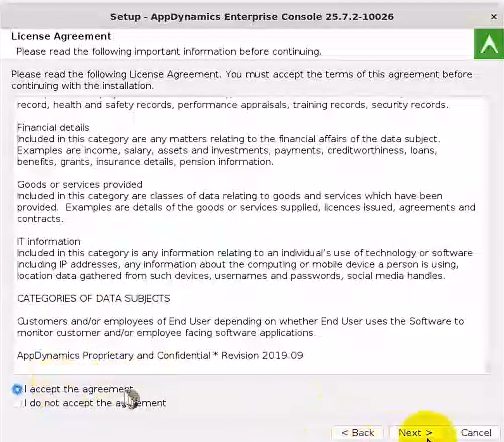 Setup - AppDynamics Enterprise Console 25.7.2-10026
License Agreement
Please read the following important information before continuing.
Please read the following License Agreement. You must accept the terms of this agreement before
continuing with the installation.
record, health and safety records, performance appraisals, training records, security records.
Financial details
Included in this category are any matters relating to the financial affairs of the data subject.
Examples are income, salary, assets and investments, payments, creditworthiness, loans,
benefits, grants, insurance details, pension information.
Goods or services provided
Included in this category are classes of data relating to goods and services which have been
provided. Examples are details of the goods or services supplied, licences issued, agreements and
contracts.
IT information
Included in this category is any information relating to an individual's use of technology or software
including IP addresses, any information about the computing or mobile device a person is using,
location data gathered from such devices, usernames and passwords, social media handles.
CATEGORIES OF DATA SUBJECTS
Customers and/or employees of End User depending on whether End User uses the Software to
monitor customer and/or employee facing software applications.
AppDynamics Proprietary and Confidential * Revision 2019.09
I accept the agreement
I do not accept the agreement
< Back Next > Cancel